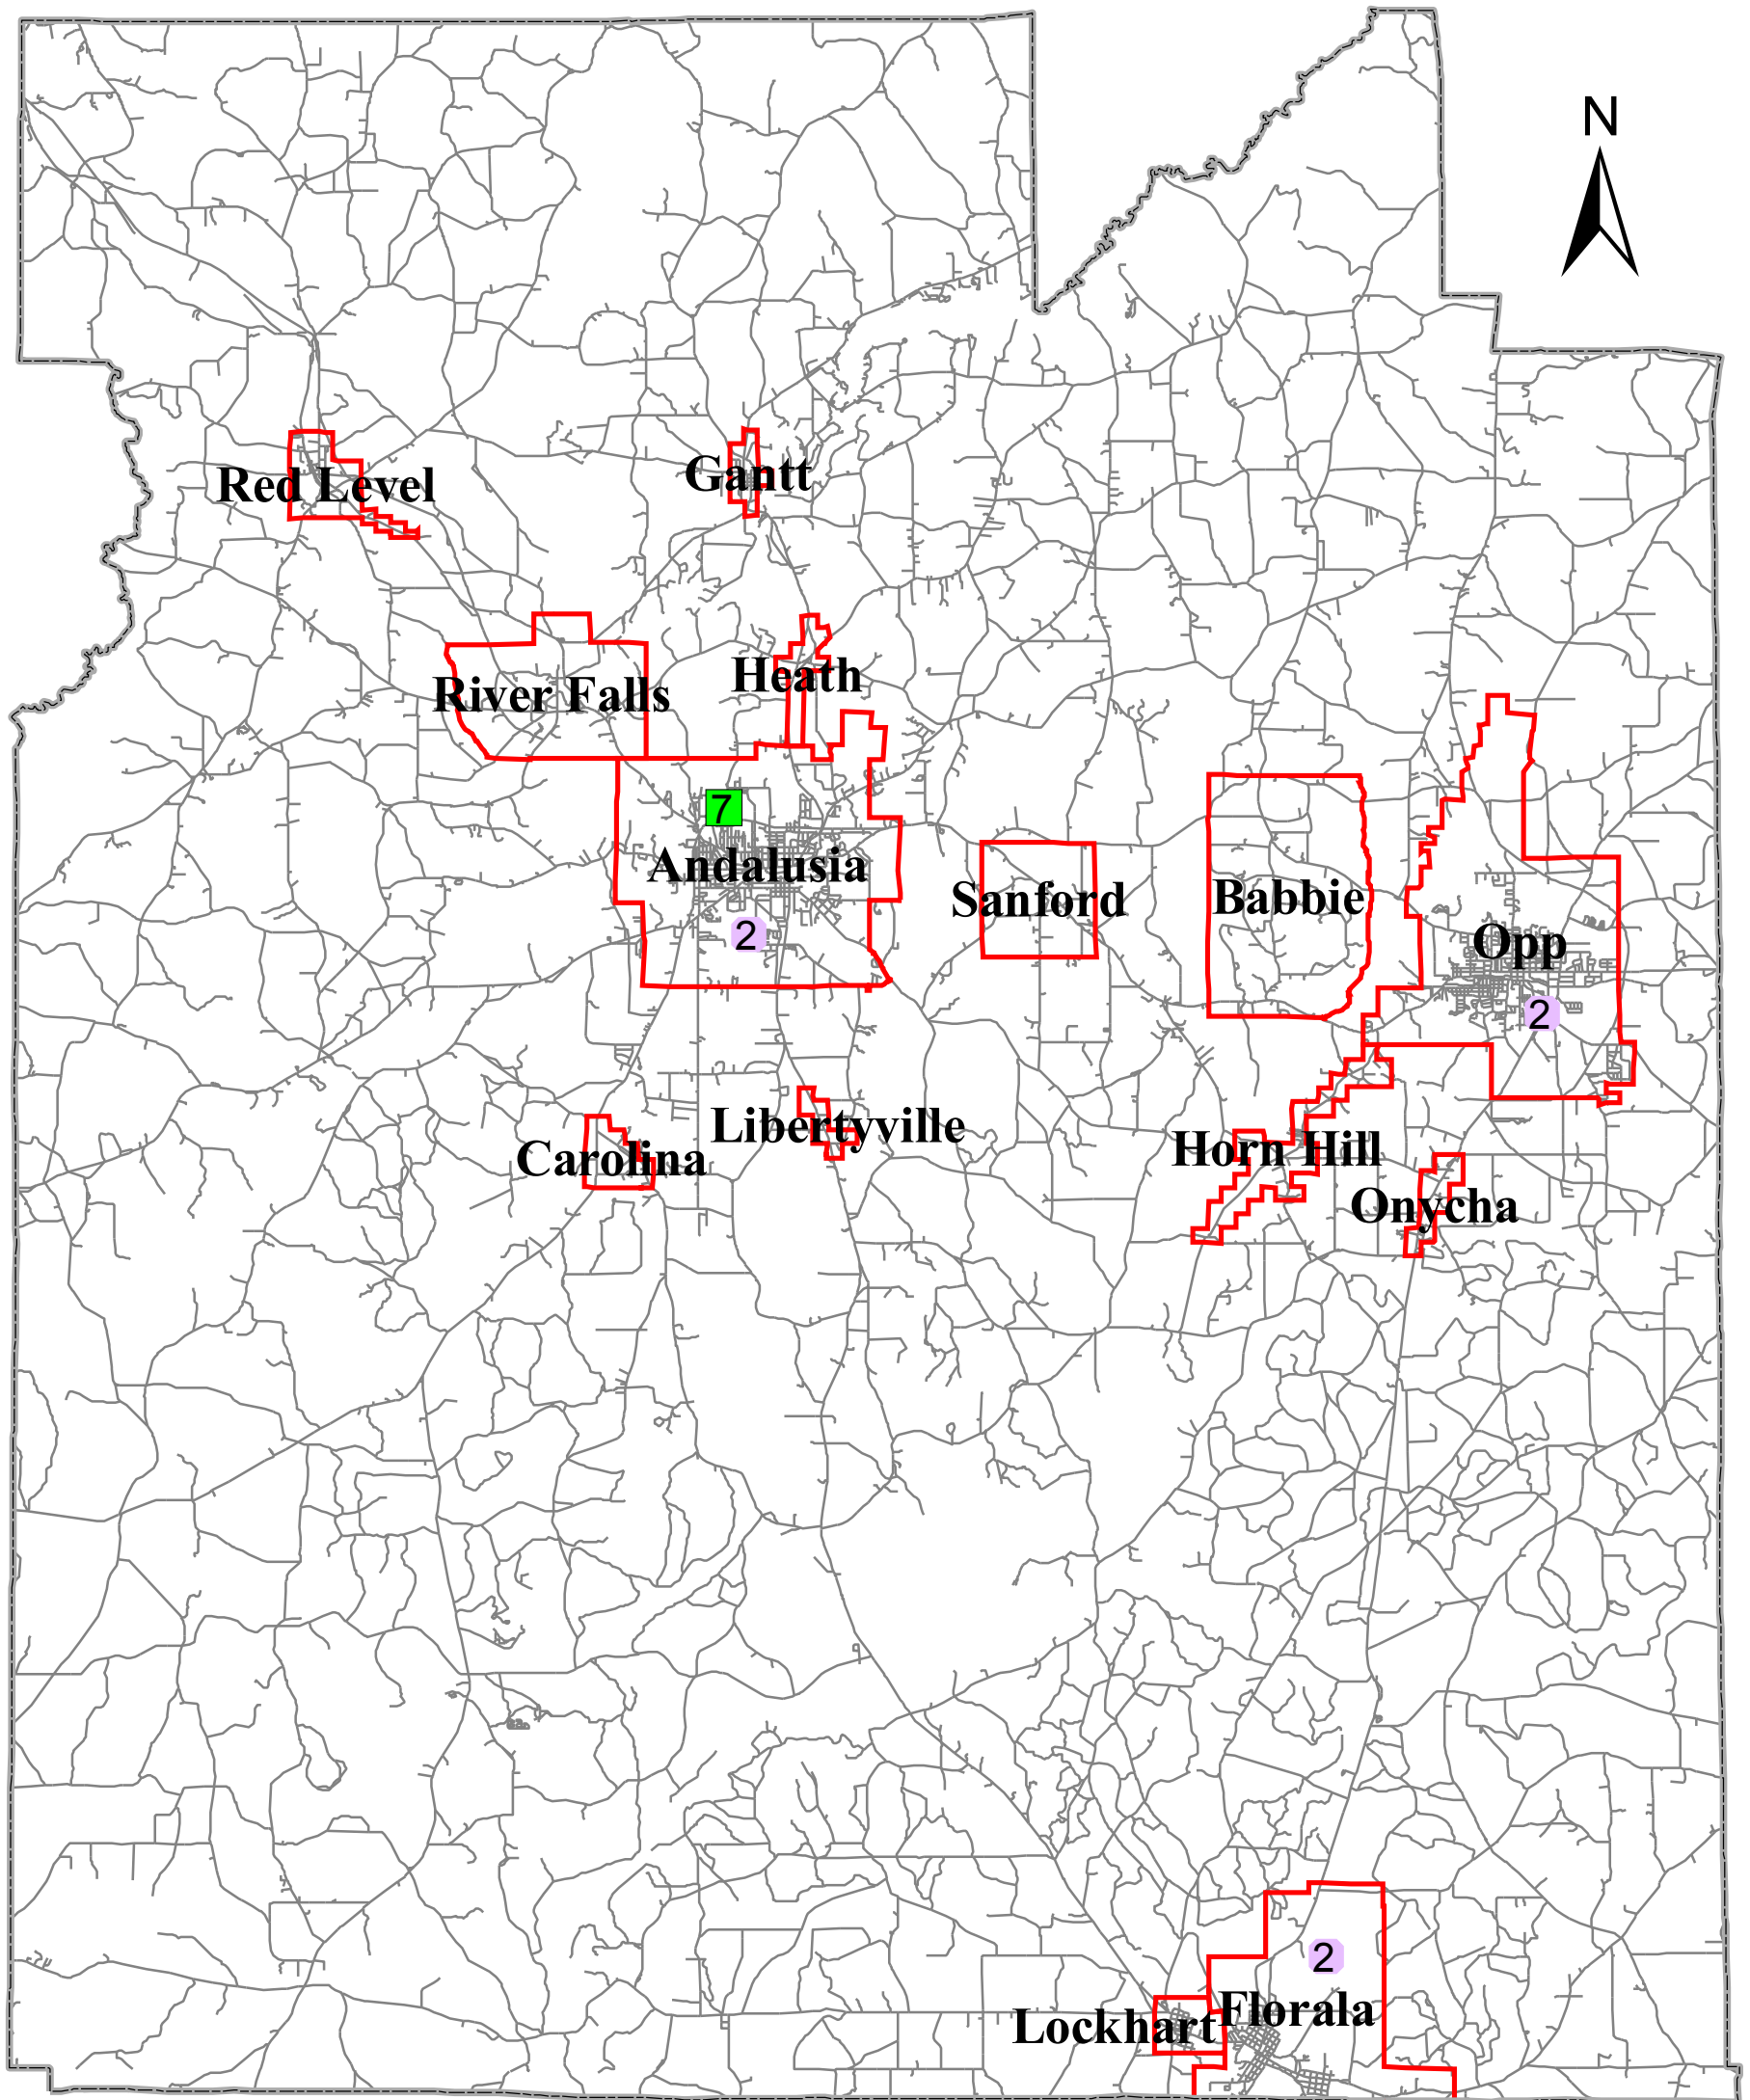 N
Red Level
Gantt
Heath
River Falls
7
Andalusia
2
Sanford
Babbie
Opp
2
Libertyville
Carolina
Horn Hill
Onycha
2
Florala
Lockhart